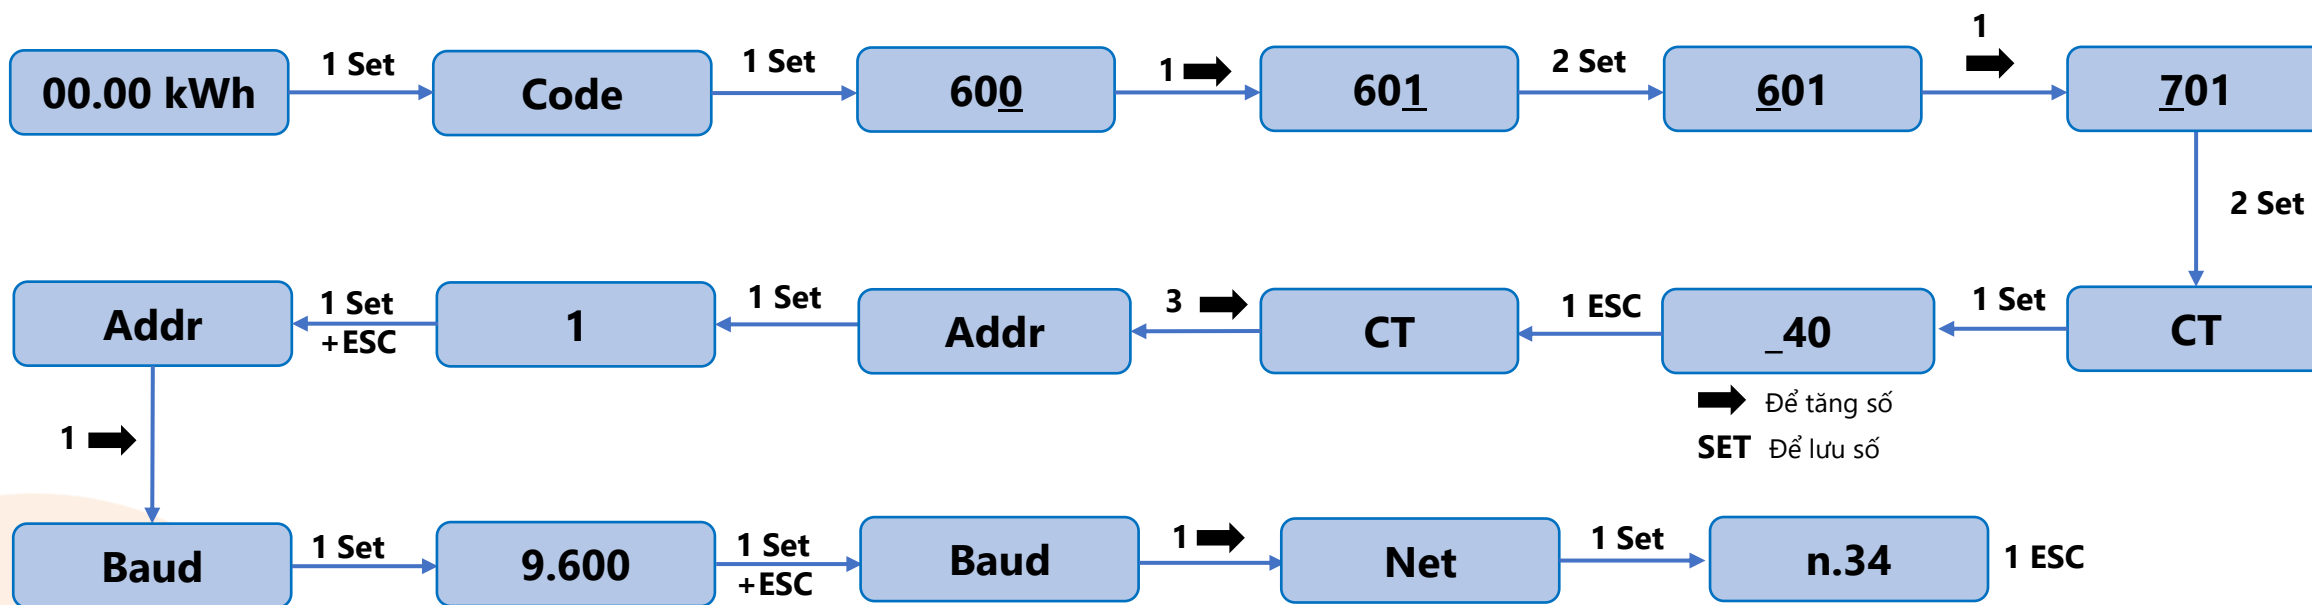 00.00 kWh
1 Set
Code
1 Set
600
1
601
2 Set
601
1
701
2 Set
CT
1 Set
_40
Để tăng số
SET Để lưu số
1 ESC
CT
3
Addr
1 Set
1
1 Set
+ESC
Addr
1
Baud
1 Set
9.600
1 Set
+ESC
Baud
1
Net
1 Set
n.34
1 ESC